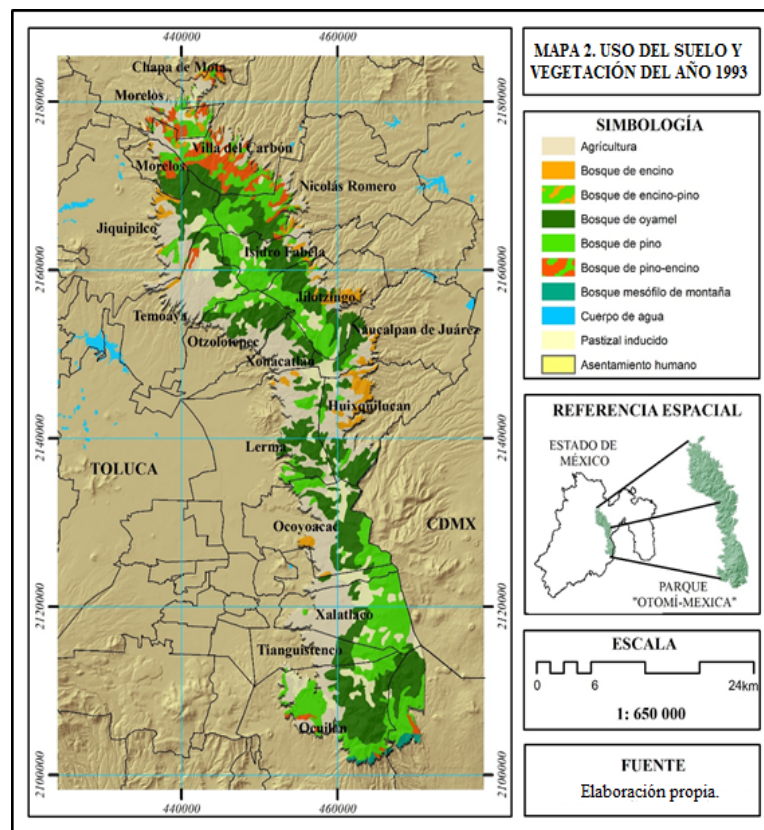 440000
460000
MAPA 2. USO DEL SUELO Y
VEGETACIÓN DEL AÑO 1993
2180000
2160000
2140000
2120000
2100000
Chapa de Mota
Morelos
Villa del Carbón
Morelos
Nicolás Romero
Jiquipilco
Isidro Fabela
Jilotzingo
Temoaya
Naucalpan de Juárez
Otzolotepec
Xonacatlán
Huixquilucan
Lerma
TOLUCA
Ocoyoacac
CDMX
Xalatlaco
Tianguistenco
Ocuilan
2180000
2160000
2140000
2120000
2100000
440000
460000
SIMBOLOGÍA
Agrícultura
Bosque de encino
Bosque de encino-pino
Bosque de oyamel
Bosque de pino
Bosque de pino-encino
Bosque mesófilo de montaña
Cuerpo de agua
Pastizal inducido
Asentamiento humano
REFERENCIA ESPACIAL
ESTADO DE
MÉXICO
PARQUE
"OTOMÍ-MEXICA"
ESCALA
0 6 24km
1: 650 000
FUENTE
Elaboración propia.